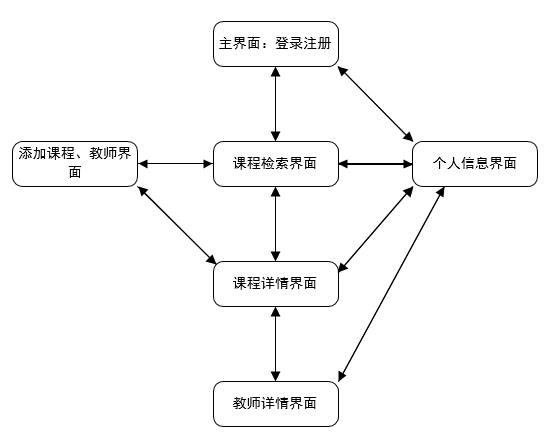 主界面：登录注册
添加课程、教师界
面
课程检索界面
个人信息界面
课程详情界面
教师详情界面